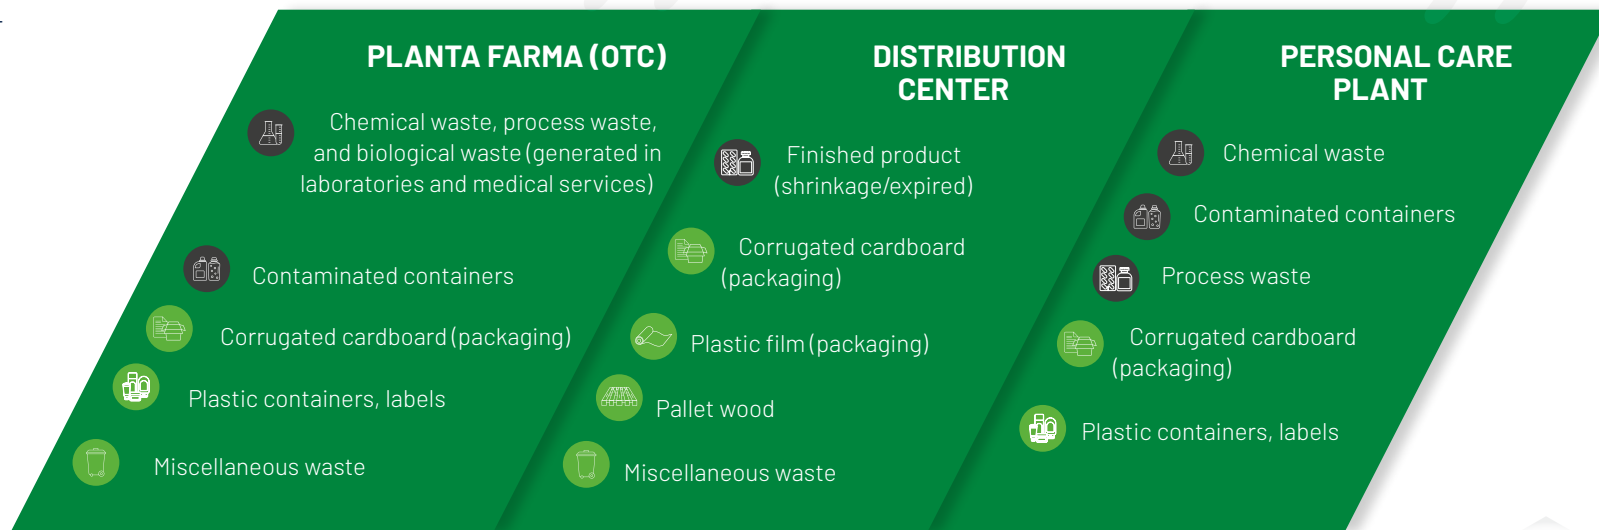 PLANTA FARMA (OTC)
Chemical waste, process waste,
and biological waste (generated in
laboratories and medical services)
Contaminated containers
Corrugated cardboard (packaging)
Plastic containers, labels
Miscellaneous waste
DISTRIBUTION
CENTER
Finished product
(shrinkage/expired)
Corrugated cardboard
(packaging)
Plastic film (packaging)
Pallet wood
Miscellaneous waste
PERSONAL CARE
PLANT
Chemical waste
Contaminated containers
Process waste
Corrugated cardboard
(packaging)
Plastic containers, labels